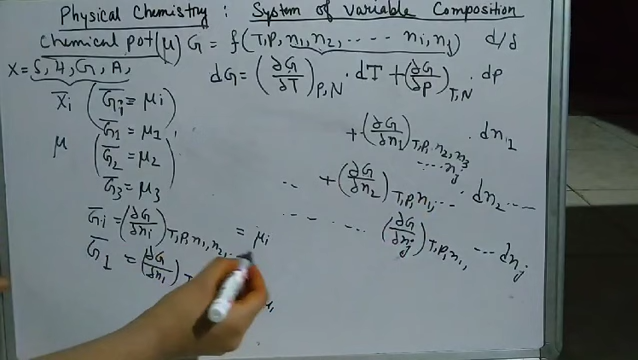 Physical Chemistry : System of variable Composition
Chemical pot(μ) G = f(T,P, n₁, n₂, ----- nᵢ, nⱼ) d/∂
X = S, H, G, A,
dG = (∂G/∂T)P,N · dT + (∂G/∂P)T,N · dp
X̄ᵢ (Ḡᵢ = μᵢ)
Ḡ₁ = μ₁,
+ (∂G/∂n₁)T,P, n₂, n₃ ---- nⱼ · dn₁
μ (Ḡ₂ = μ₂)
Ḡ₃ = μ₃
-- + (∂G/∂n₂)T,P,n₁, -- · dn₂ ----
Ḡᵢ = (∂G/∂nᵢ)T,P, n₁, n₂, = μᵢ
-- -- -- --- (∂G/∂nⱼ)T,P,n₁, --- dnⱼ
Ḡ₁ = (∂G/∂n₁)T